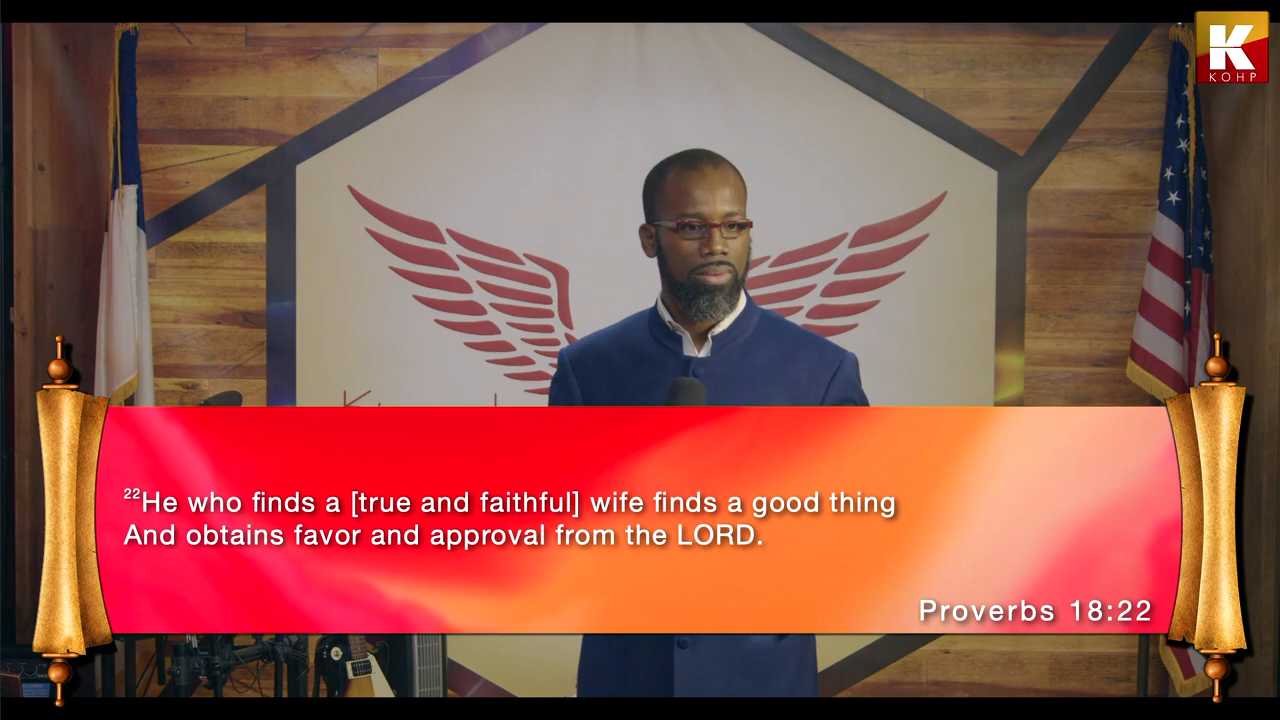 K
KOHP
²²He who finds a [true and faithful] wife finds a good thing
And obtains favor and approval from the LORD.
Proverbs 18:22